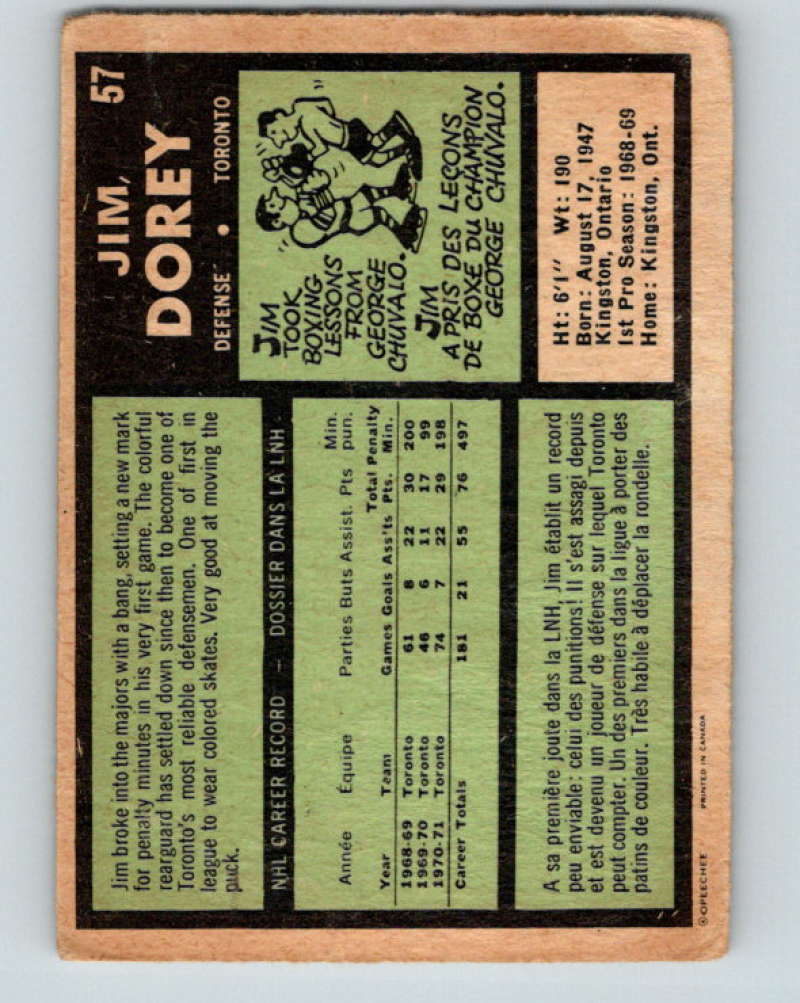 57
JIM,
DOREY
DEFENSE • TORONTO
Jim broke into the majors with a bang, setting a new mark
for penalty minutes in his very first game. The colorful
rearguard has settled down since then to become one of
Toronto's most reliable defensemen. One of first in
league to wear colored skates. Very good at moving the
puck.
JIM
TOOK
BOXING
LESSONS
FROM
GEORGE
CHUVALO.
JIM
A PRIS DES LEÇONS
DE BOXE DU CHAMPION
GEORGE CHUVALO.
NHL CAREER RECORD - DOSSIER DANS LA LNH
Min.
Année Équipe Parties Buts Assist. Pts pun.
Total Penalty
Year Team Games Goals Ass'ts Pts. Min.
1968-69 Toronto 61 8 22 30 200
1969-70 Toronto 46 6 11 17 99
1970-71 Toronto 74 7 22 29 198
Career Totals 181 21 55 76 497
Ht: 6'1" Wt: 190
Born: August 17, 1947
Kingston, Ontario
1st Pro Season: 1968-69
Home: Kingston, Ont.
A sa première joute dans la LNH, Jim établit un record
peu enviable: celui des punitions! Il s'est assagi depuis
et est devenu un joueur de défense sur lequel Toronto
peut compter. Un des premiers dans la ligue à porter des
patins de couleur. Très habile à déplacer la rondelle.
©OPEECHEE PRINTED IN CANADA